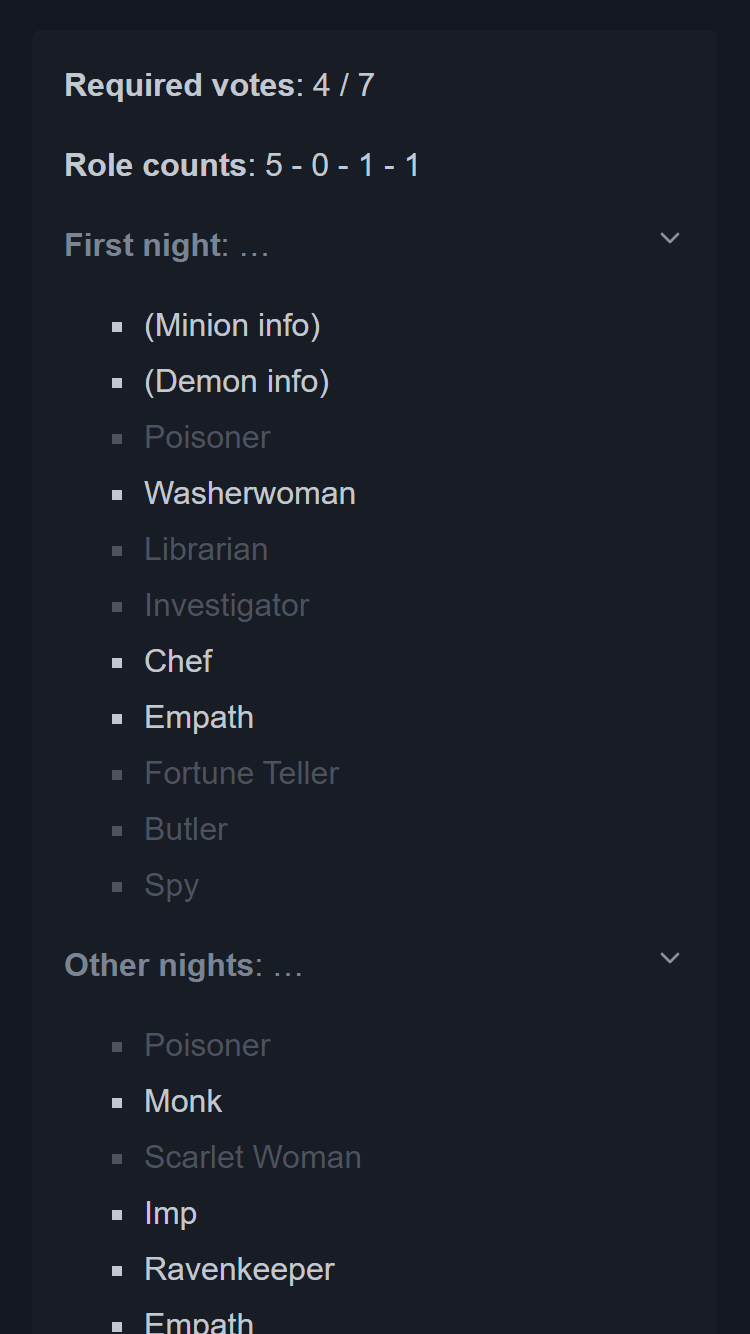 Required votes: 4 / 7
Role counts: 5 - 0 - 1 - 1
First night: …
(Minion info)
(Demon info)
Poisoner
Washerwoman
Librarian
Investigator
Chef
Empath
Fortune Teller
Butler
Spy
Other nights: …
Poisoner
Monk
Scarlet Woman
Imp
Ravenkeeper
Empath